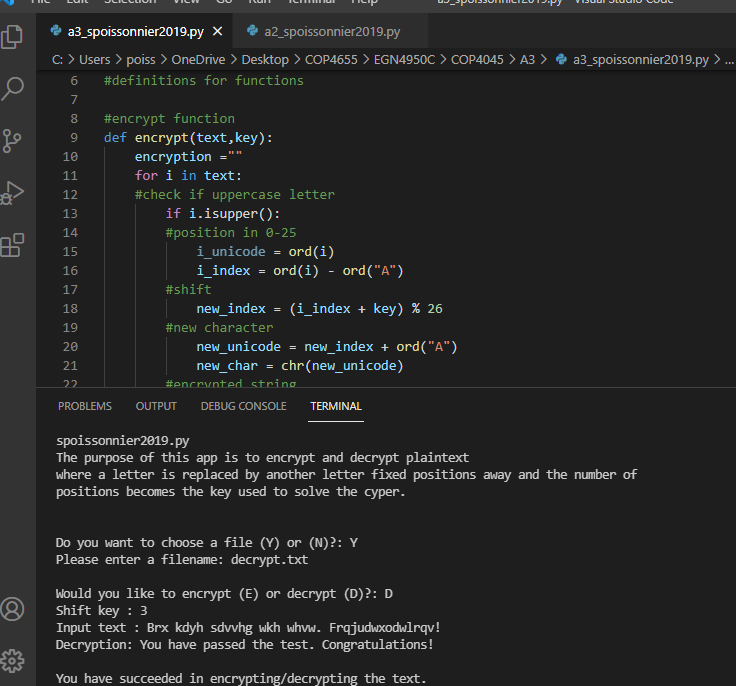 File Edit Selection View Go Run Terminal Help a3_spoissonnier2019.py - Visual Studio Code
a3_spoissonnier2019.py × a2_spoissonnier2019.py
C: > Users > poiss > OneDrive > Desktop > COP4655 > EGN4950C > COP4045 > A3 > a3_spoissonnier2019.py > ...
6 #definitions for functions
7
8 #encrypt function
9 def encrypt(text,key):
10 encryption =""
11 for i in text:
12 #check if uppercase letter
13 if i.isupper():
14 #position in 0-25
15 i_unicode = ord(i)
16 i_index = ord(i) - ord("A")
17 #shift
18 new_index = (i_index + key) % 26
19 #new character
20 new_unicode = new_index + ord("A")
21 new_char = chr(new_unicode)
22 #encrypted string
PROBLEMS OUTPUT DEBUG CONSOLE TERMINAL
spoissonnier2019.py
The purpose of this app is to encrypt and decrypt plaintext
where a letter is replaced by another letter fixed positions away and the number of
positions becomes the key used to solve the cyper.
Do you want to choose a file (Y) or (N)?: Y
Please enter a filename: decrypt.txt
Would you like to encrypt (E) or decrypt (D)?: D
Shift key : 3
Input text : Brx kdyh sdvvhg wkh whvw. Frqjudwxodwlrqv!
Decryption: You have passed the test. Congratulations!
You have succeeded in encrypting/decrypting the text.